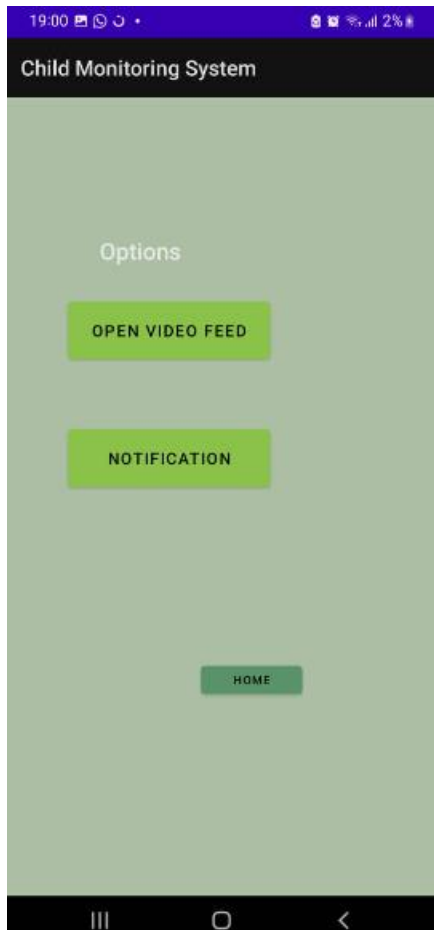 19:00 2%
Child Monitoring System
Options
OPEN VIDEO FEED
NOTIFICATION
HOME